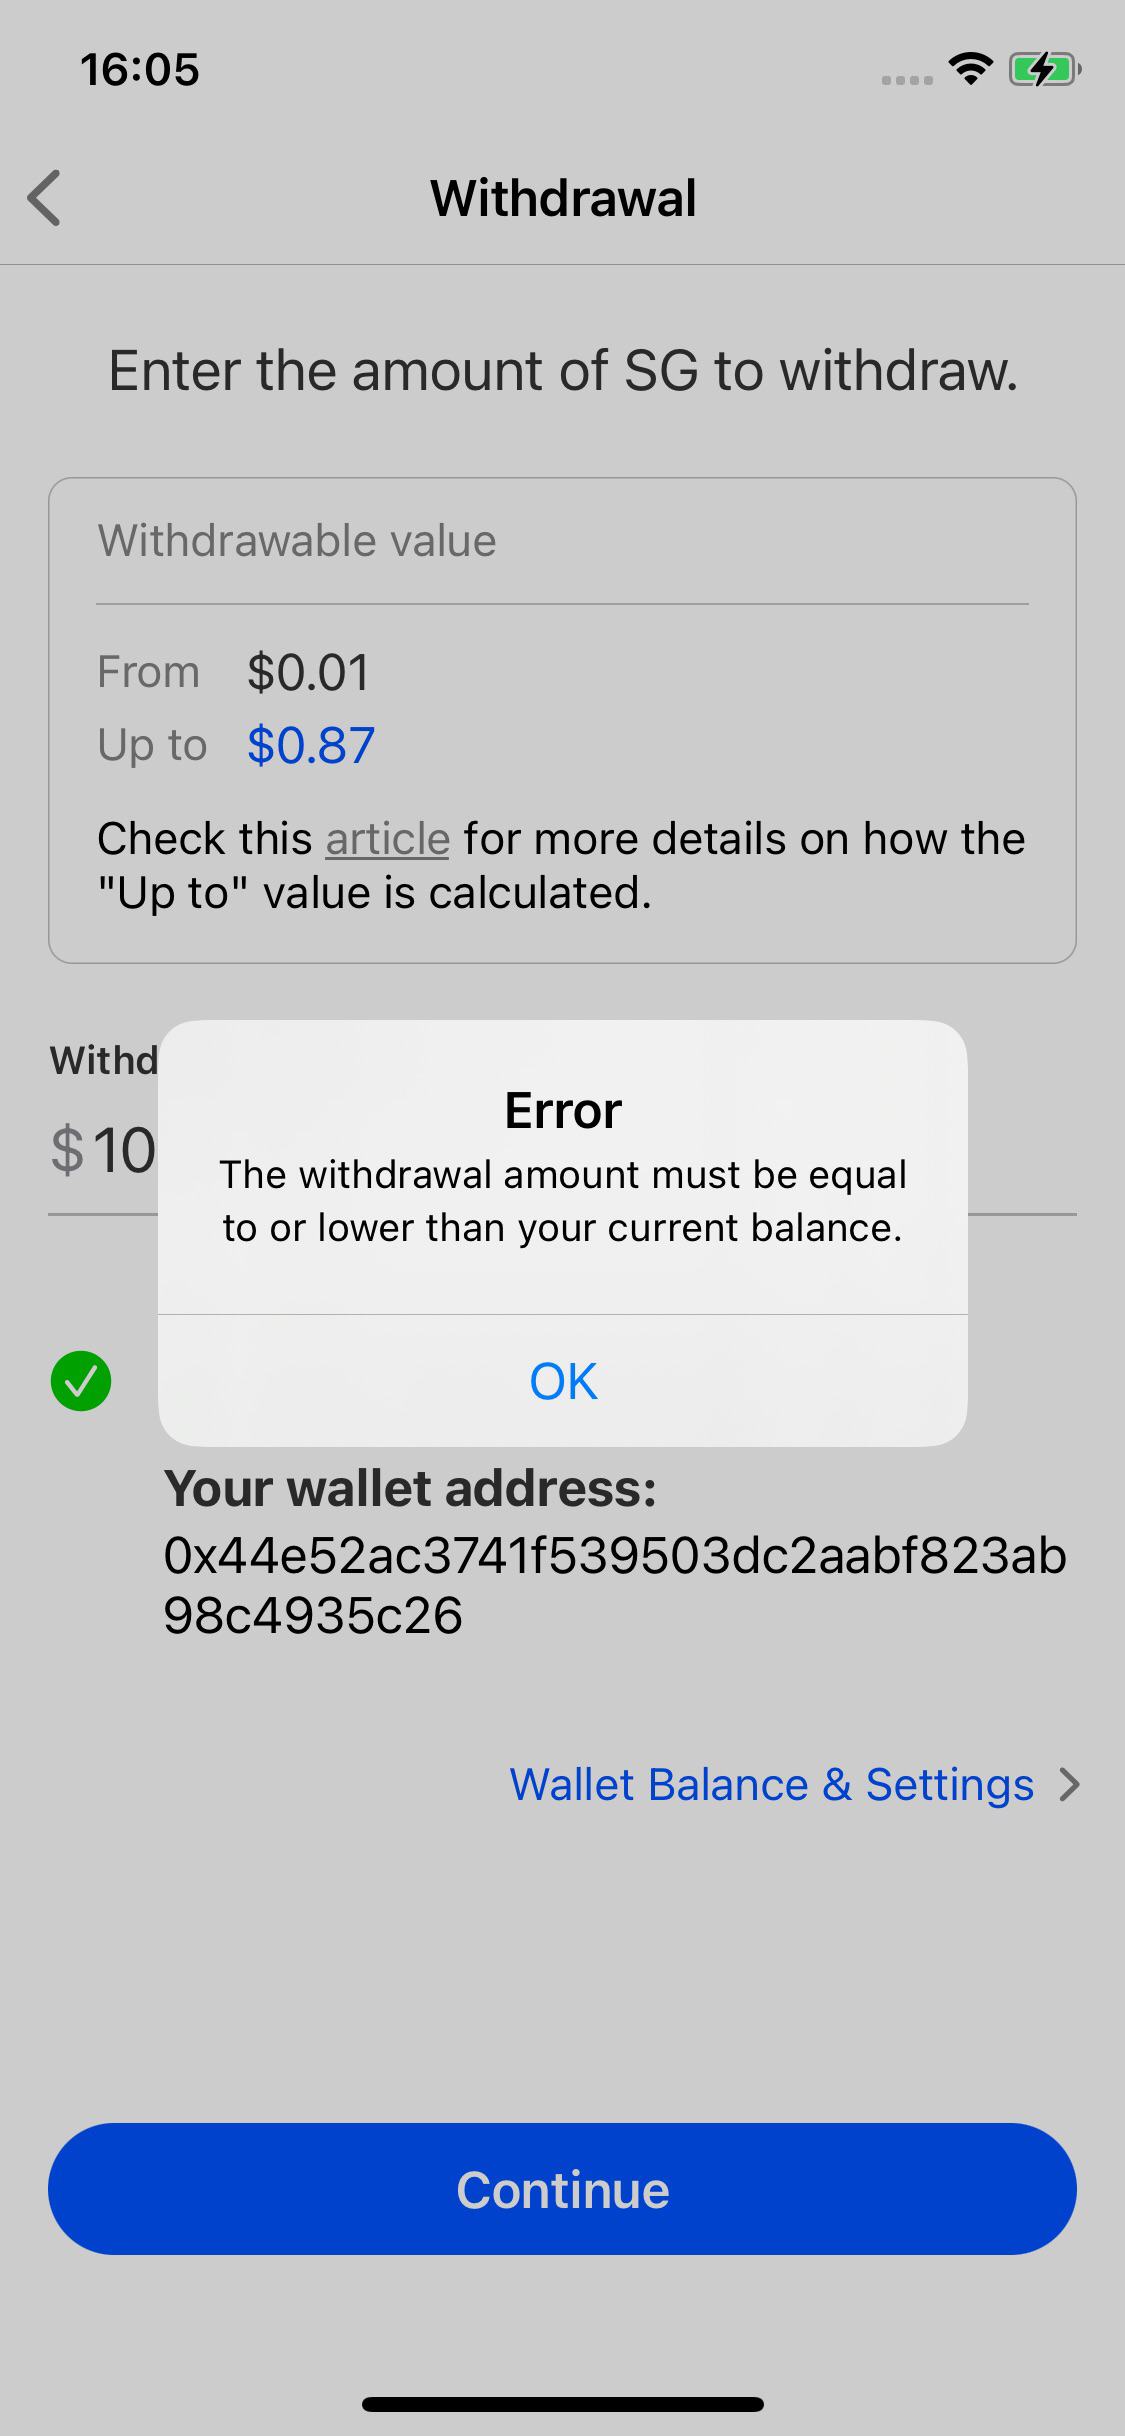 16:05
Withdrawal
Enter the amount of SG to withdraw.
Withdrawable value
From $0.01
Up to $0.87
Check this article for more details on how the
"Up to" value is calculated.
Withd
$10
Error
The withdrawal amount must be equal
to or lower than your current balance.
OK
Your wallet address:
0x44e52ac3741f539503dc2aabf823ab
98c4935c26
Wallet Balance & Settings
Continue